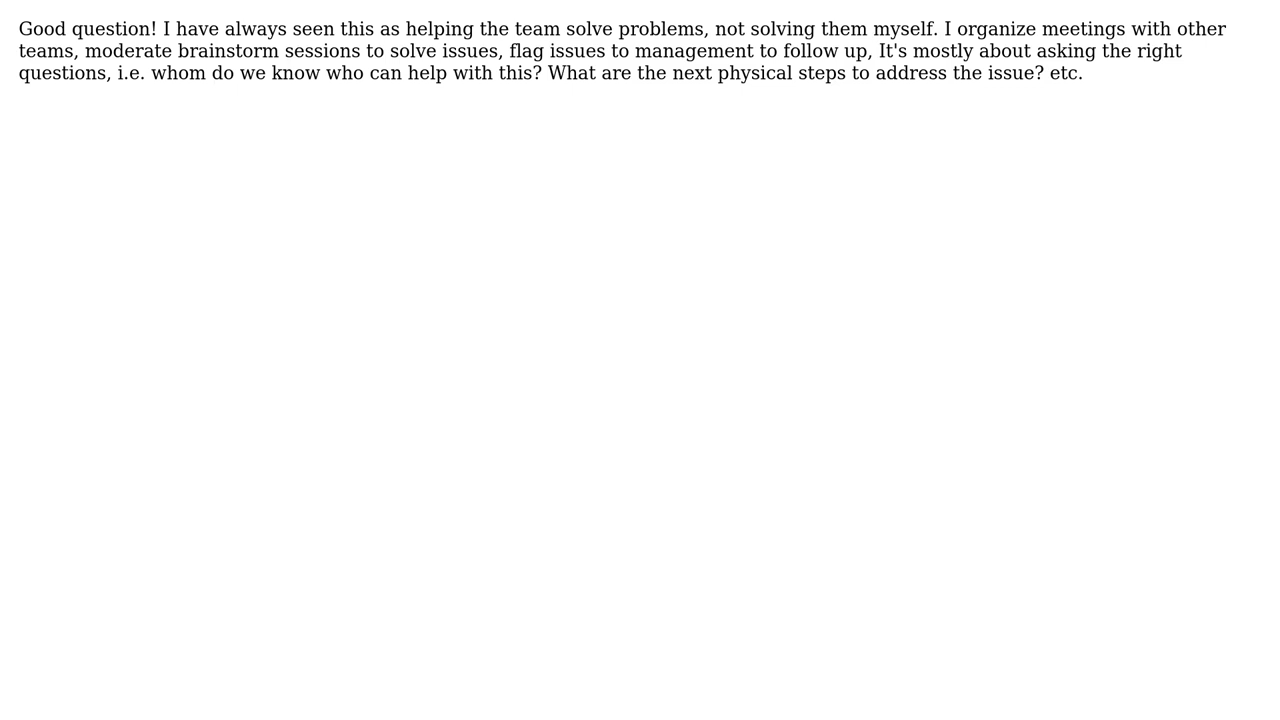 Good question! I have always seen this as helping the team solve problems, not solving them myself. I organize meetings with other
teams, moderate brainstorm sessions to solve issues, flag issues to management to follow up, It's mostly about asking the right
questions, i.e. whom do we know who can help with this? What are the next physical steps to address the issue? etc.